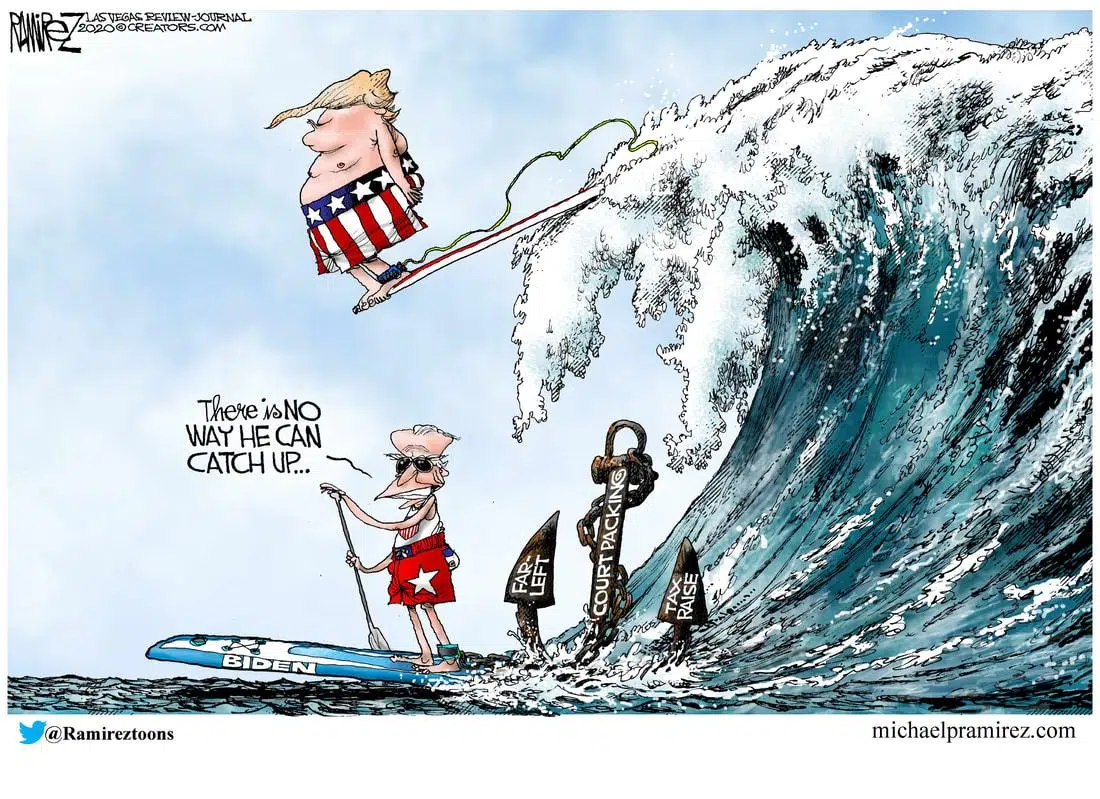 RAMIREZ
LAS VEGAS REVIEW-JOURNAL
2020 © CREATORS.COM
There is NO
WAY HE CAN
CATCH UP...
FAR-
LEFT
COURT PACKING
TAX
RAISE
BIDEN
@Ramireztoons
michaelpramirez.com